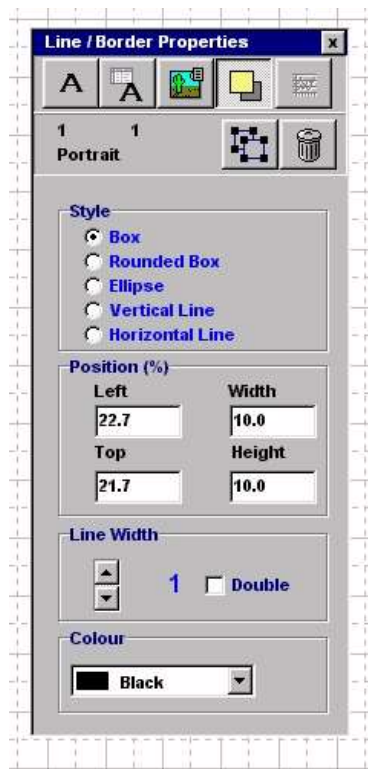 Line / Border Properties x
A A
1 1
Portrait
Style
Box
Rounded Box
Ellipse
Vertical Line
Horizontal Line
Position (%)
Left Width
22.7 10.0
Top Height
21.7 10.0
Line Width
1 Double
Colour
Black